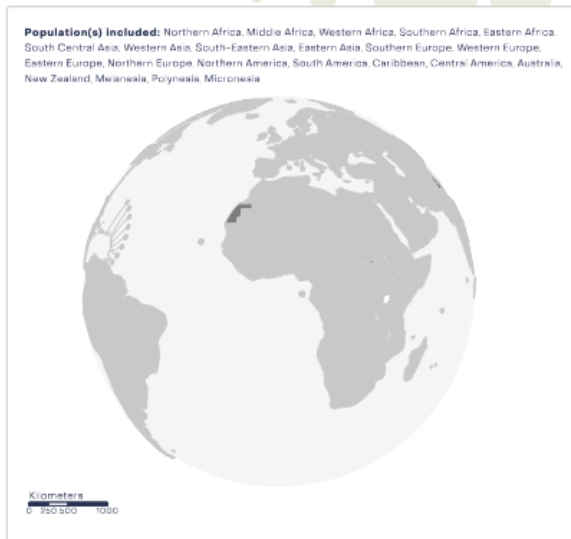 Population(s) included: Northern Africa, Middle Africa, Western Africa, Southern Africa, Eastern Africa,
South Central Asia, Western Asia, South-Eastern Asia, Eastern Asia, Southern Europe, Western Europe,
Eastern Europe, Northern Europe, Northern America, South America, Caribbean, Central America, Australia,
New Zealand, Melanesia, Polynesia, Micronesia
Kilometers
0 250 500 1000